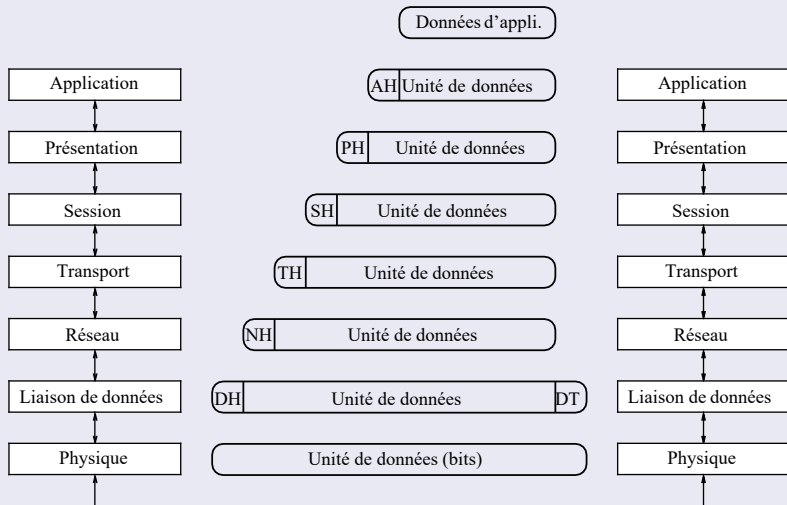 Données d'appli.
Application
AH Unité de données
Application
Présentation
PH Unité de données
Présentation
Session
SH Unité de données
Session
Transport
TH Unité de données
Transport
Réseau
NH Unité de données
Réseau
Liaison de données
DH Unité de données DT
Liaison de données
Physique
Unité de données (bits)
Physique